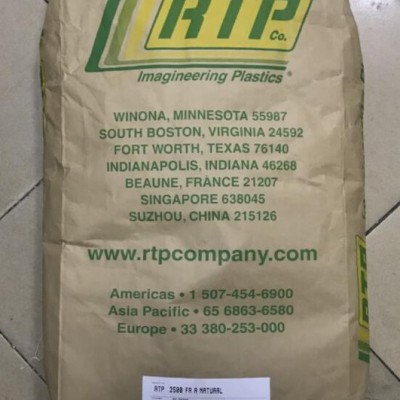 RTP
Co.
Imagineering Plastics®
WINONA, MINNESOTA 55987
SOUTH BOSTON, VIRGINIA 24592
FORT WORTH, TEXAS 76140
INDIANAPOLIS, INDIANA 46268
BEAUNE, FRANCE 21207
SINGAPORE 638045
SUZHOU, CHINA 215126
www.rtpcompany.com
Americas • 1 507-454-6900
Asia Pacific • 65 6863-6580
Europe • 33 380-253-000
RTP 2500 FR A NATURAL
RTP